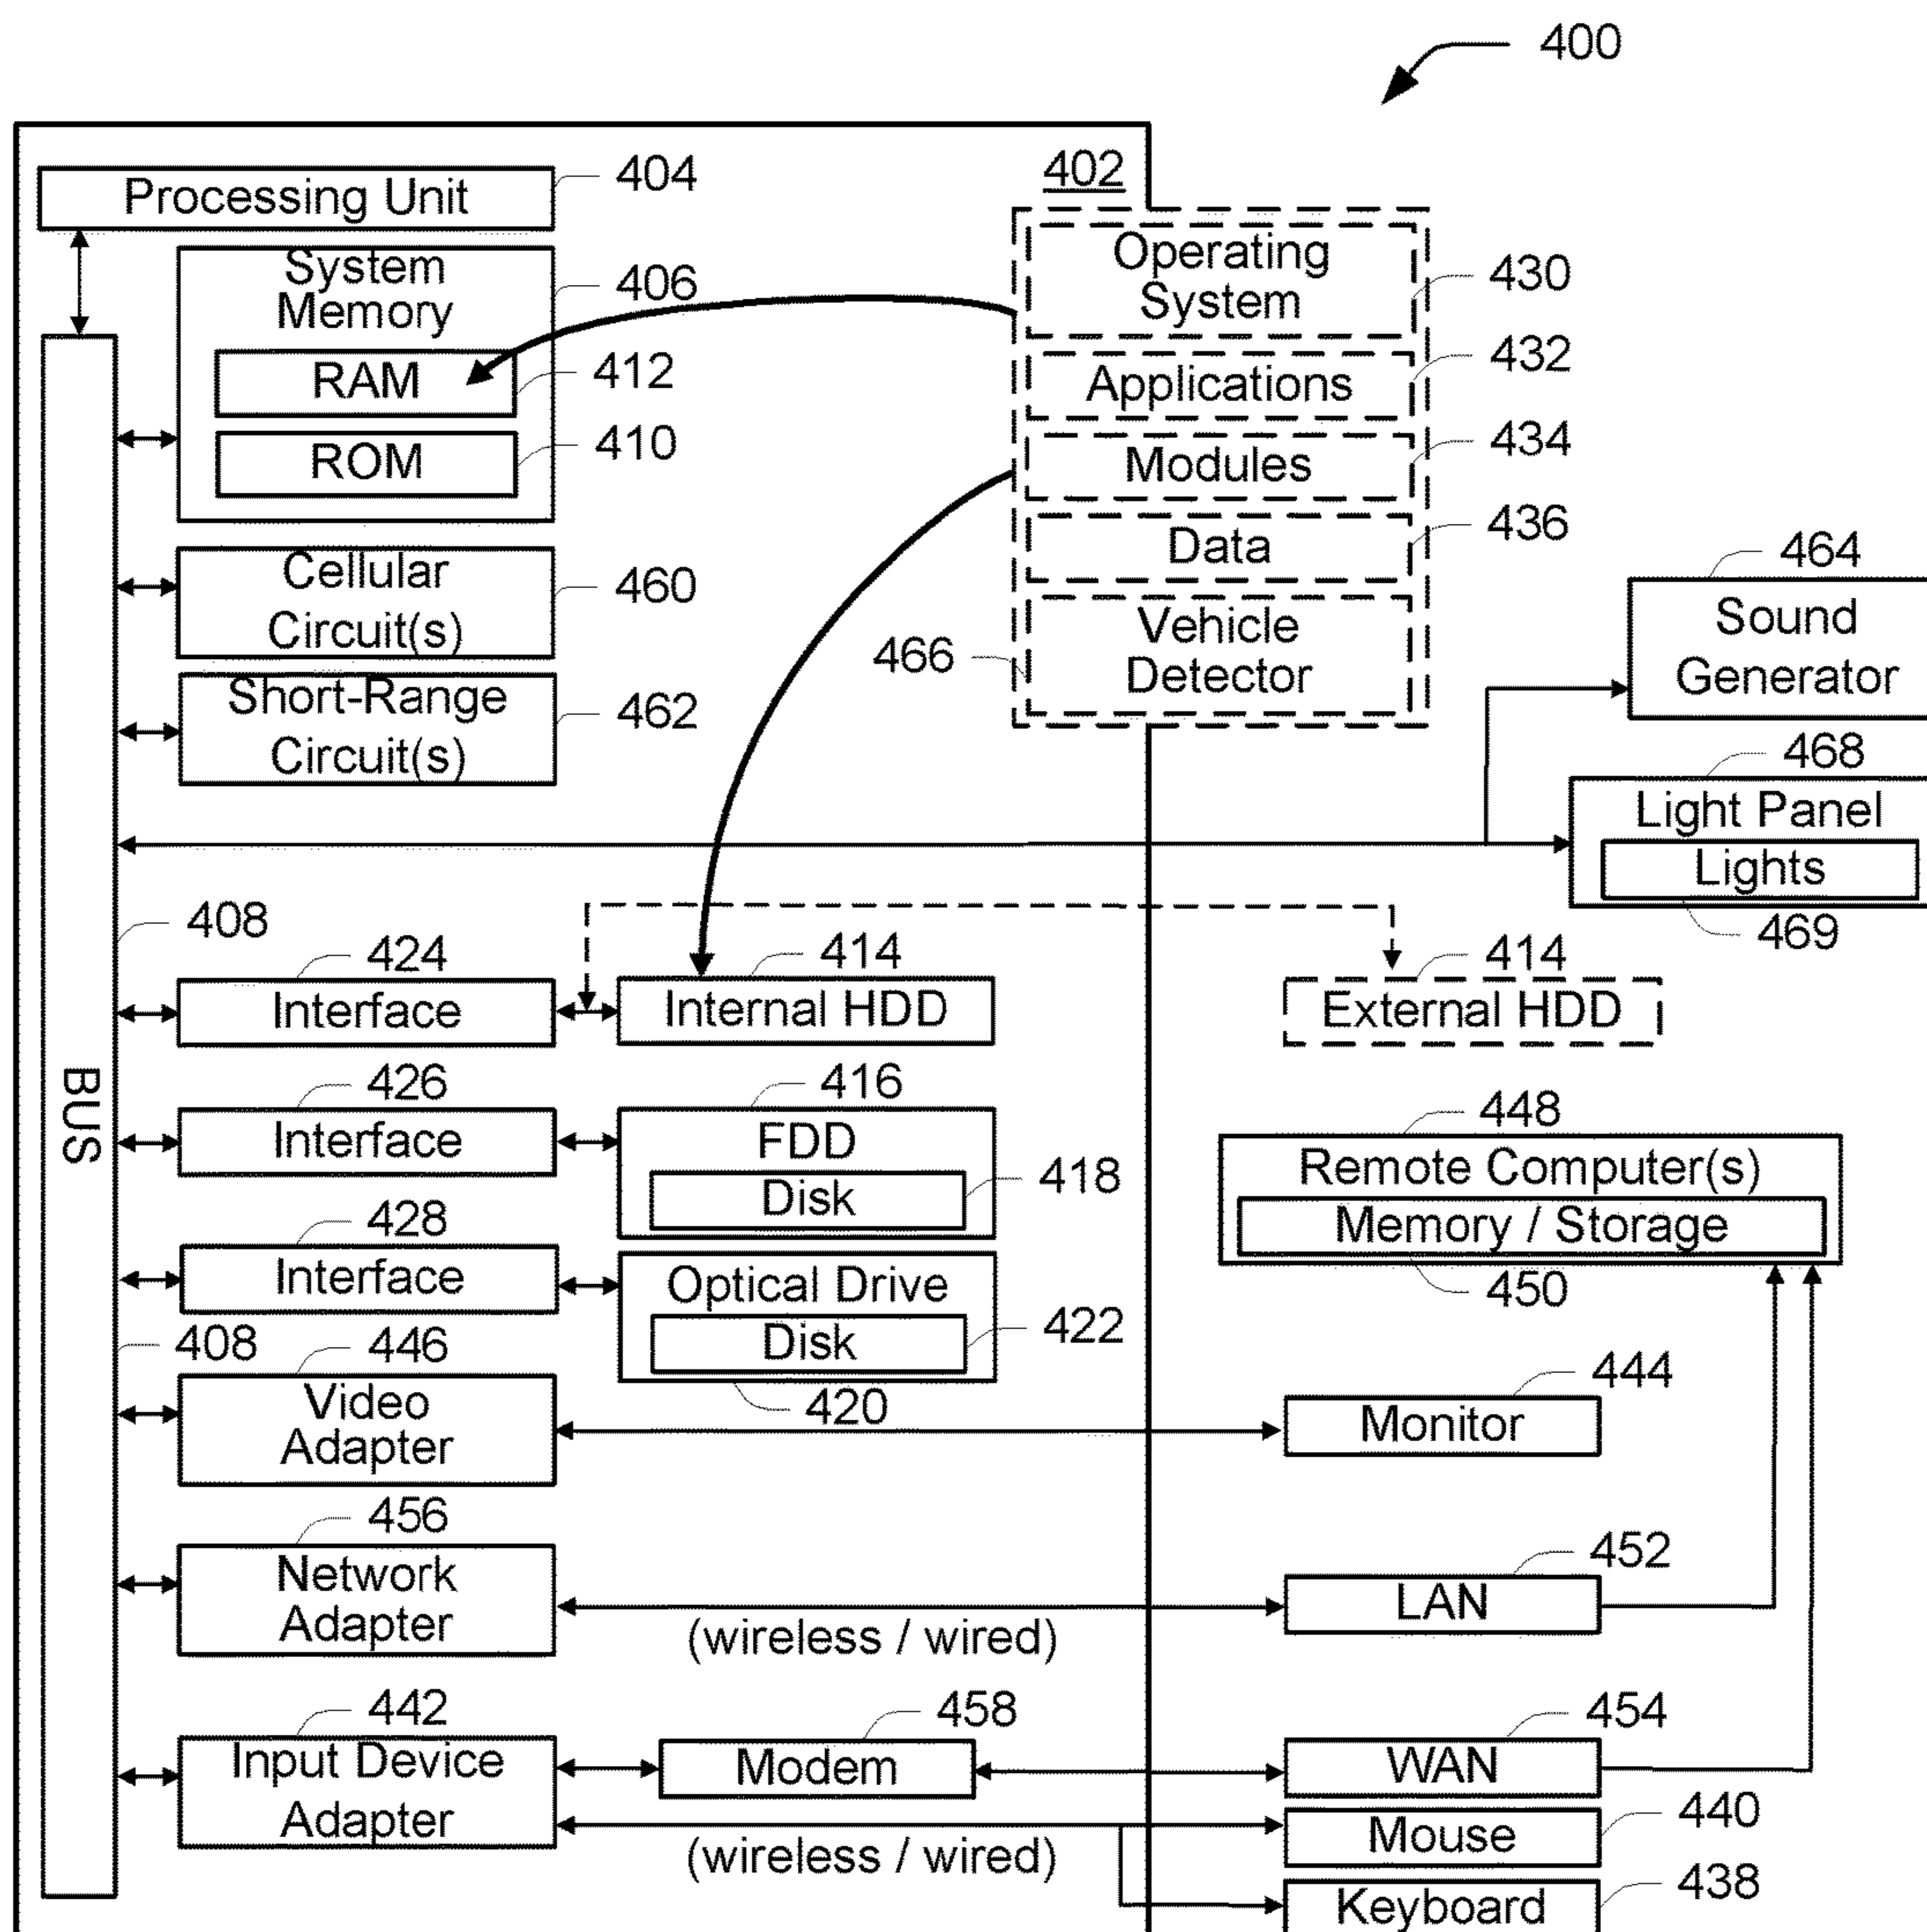 400
402
Processing Unit
404
System
Memory
406
RAM
412
ROM
410
Cellular
Circuit(s)
460
Short-Range
Circuit(s)
462
Operating
System
430
Applications
432
Modules
434
Data
436
Vehicle
Detector
466
464
Sound
Generator
468
Light Panel
Lights
469
408
BUS
424
Interface
414
Internal HDD
414
External HDD
426
Interface
416
FDD
Disk
418
428
Interface
Optical Drive
Disk
422
420
448
Remote Computer(s)
Memory / Storage
450
408
446
Video
Adapter
444
Monitor
456
Network
Adapter
(wireless / wired)
452
LAN
442
Input Device
Adapter
458
Modem
(wireless / wired)
454
WAN
440
Mouse
438
Keyboard